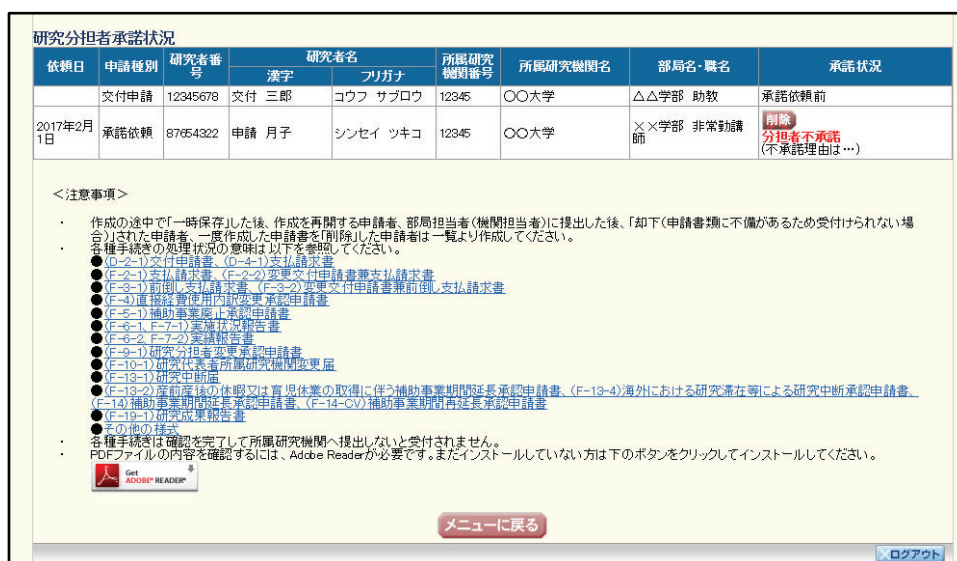 研究分担者承諾状況
依頼日 申請種別 研究者番号 研究者名 所属研究機関番号 所属研究機関名 部局名・職名 承諾状況
漢字 フリガナ
交付申請 12345678 交付 三郎 コウフ サブロウ 12345 〇〇大学 △△学部 助教 承諾依頼前
2017年2月1日 承諾依頼 87654322 申請 月子 シンセイ ツキコ 12345 〇〇大学 ××学部 非常勤講師 削除
分担者不承諾
(不承諾理由は…)
＜注意事項＞
・ 作成の途中で「一時保存」した後、作成を再開する申請者、部局担当者(機関担当者)に提出した後、「却下(申請書類に不備があるため受付けられない場
合)」された申請者、一度作成した申請書を「削除」した申請者は一覧より作成してください。
・ 各種手続きの処理状況の意味は以下を参照してください。
●(D-2-1)交付申請書、(D-4-1)支払請求書
●(F-2-1)支払請求書、(F-2-2)変更交付申請書兼支払請求書
●(F-3-1)前倒し支払請求書、(F-3-2)変更交付申請書兼前倒し支払請求書
●(F-4)直接経費使用内訳変更承認申請書
●(F-5-1)補助事業廃止承認申請書
●(F-6-1、F-7-1)実施状況報告書
●(F-6-2、F-7-2)実績報告書
●(F-9-1)研究分担者変更承認申請書
●(F-10-1)研究代表者所属研究機関変更届
●(F-13-1)研究中断届
●(F-13-2)産前産後の休暇又は育児休業の取得に伴う補助事業期間延長承認申請書、(F-13-4)海外における研究滞在等による研究中断承認申請書、
(F-14)補助事業期間延長承認申請書、(F-14-CV)補助事業期間再延長承認申請書
●(F-19-1)研究成果報告書
●その他の様式
・ 各種手続きは確認を完了して所属研究機関へ提出しないと受付されません。
・ PDFファイルの内容を確認するには、Adobe Readerが必要です。まだインストールしていない方は下のボタンをクリックしてインストールしてください。
Get
ADOBE® READER®
メニューに戻る
ログアウト